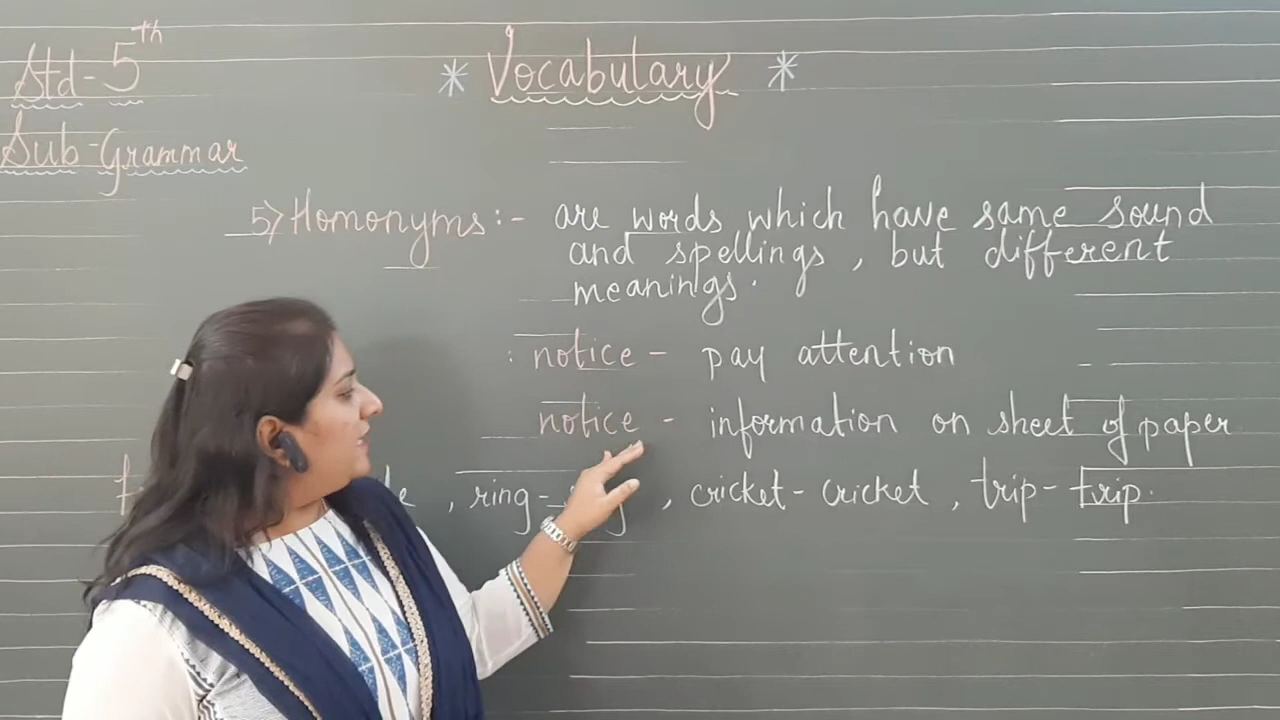 Std-5th
* Vocabulary *
Sub-Grammar
5) Homonyms :- are words which have same sound
and spellings, but different
meanings.
: notice - pay attention
notice - information on sheet of paper
, ring- , cricket- cricket, trip- trip.